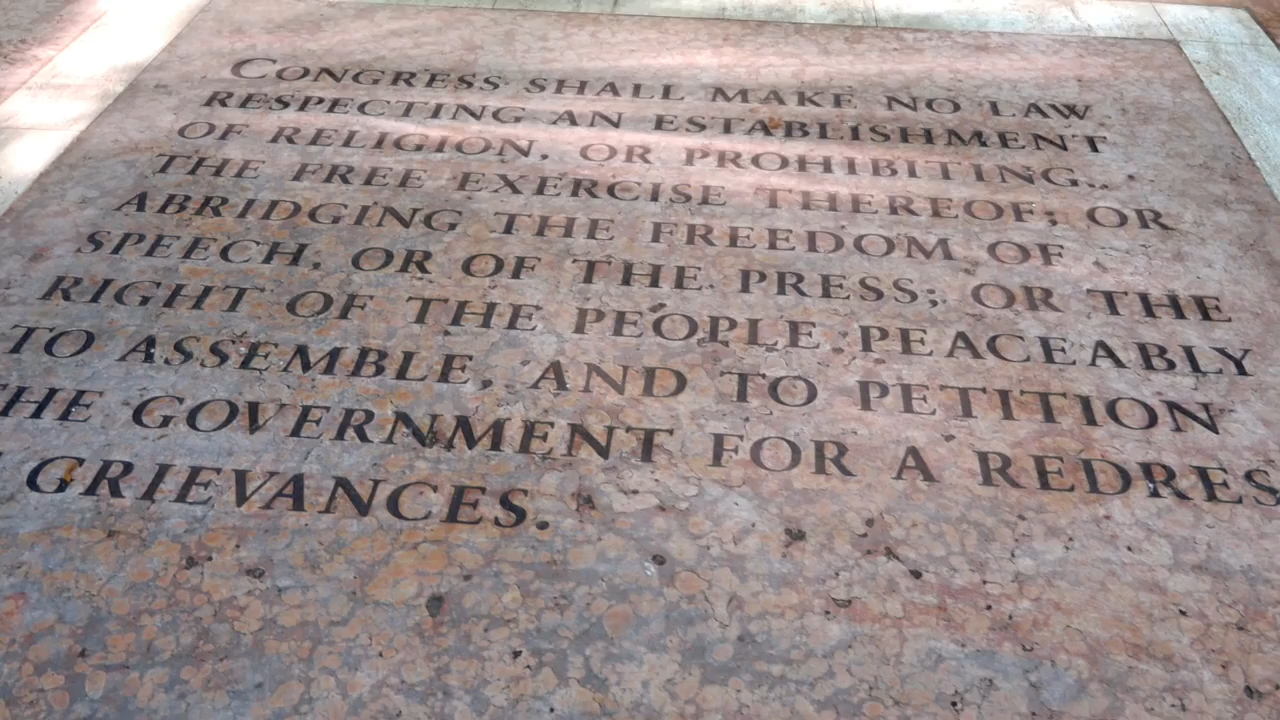 CONGRESS SHALL MAKE NO LAW
RESPECTING AN ESTABLISHMENT
OF RELIGION, OR PROHIBITING
THE FREE EXERCISE THEREOF; OR
ABRIDGING THE FREEDOM OF
SPEECH, OR OF THE PRESS; OR THE
RIGHT OF THE PEOPLE PEACEABLY
TO ASSEMBLE, AND TO PETITION
HE GOVERNMENT FOR A REDRES
GRIEVANCES.